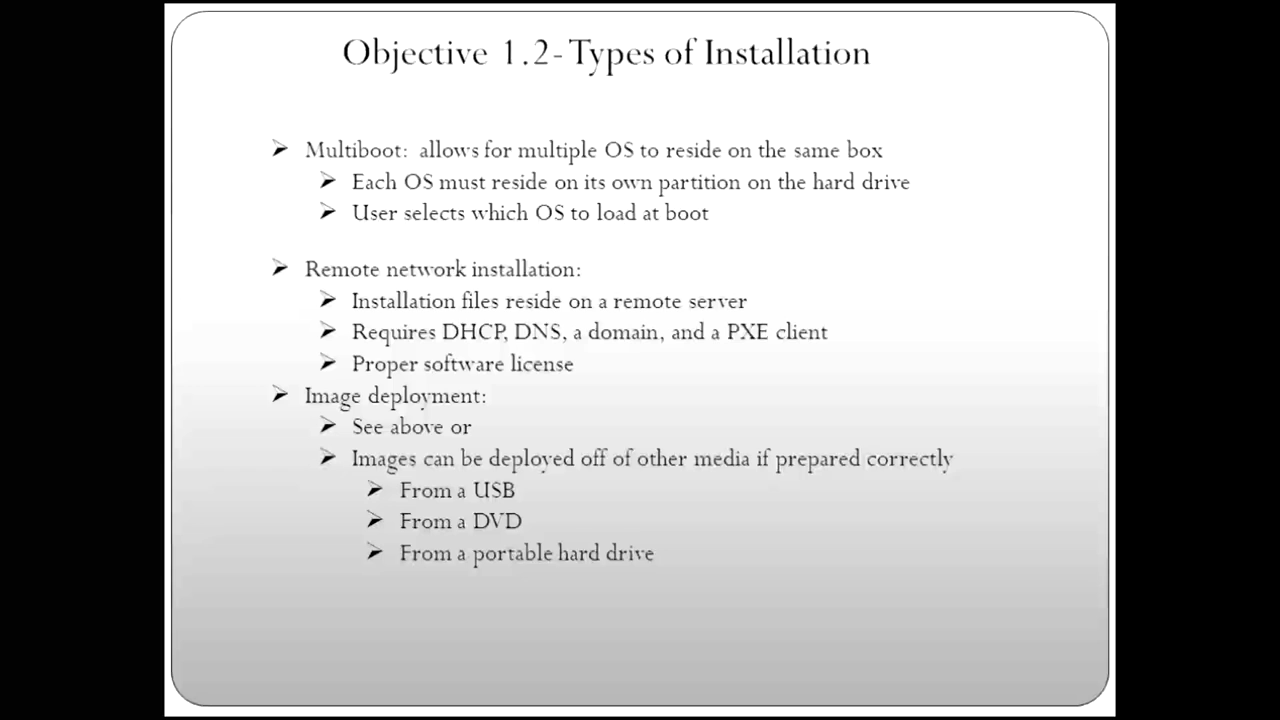 Objective 1.2- Types of Installation
Multiboot: allows for multiple OS to reside on the same box
Each OS must reside on its own partition on the hard drive
User selects which OS to load at boot
Remote network installation:
Installation files reside on a remote server
Requires DHCP, DNS, a domain, and a PXE client
Proper software license
Image deployment:
See above or
Images can be deployed off of other media if prepared correctly
From a USB
From a DVD
From a portable hard drive